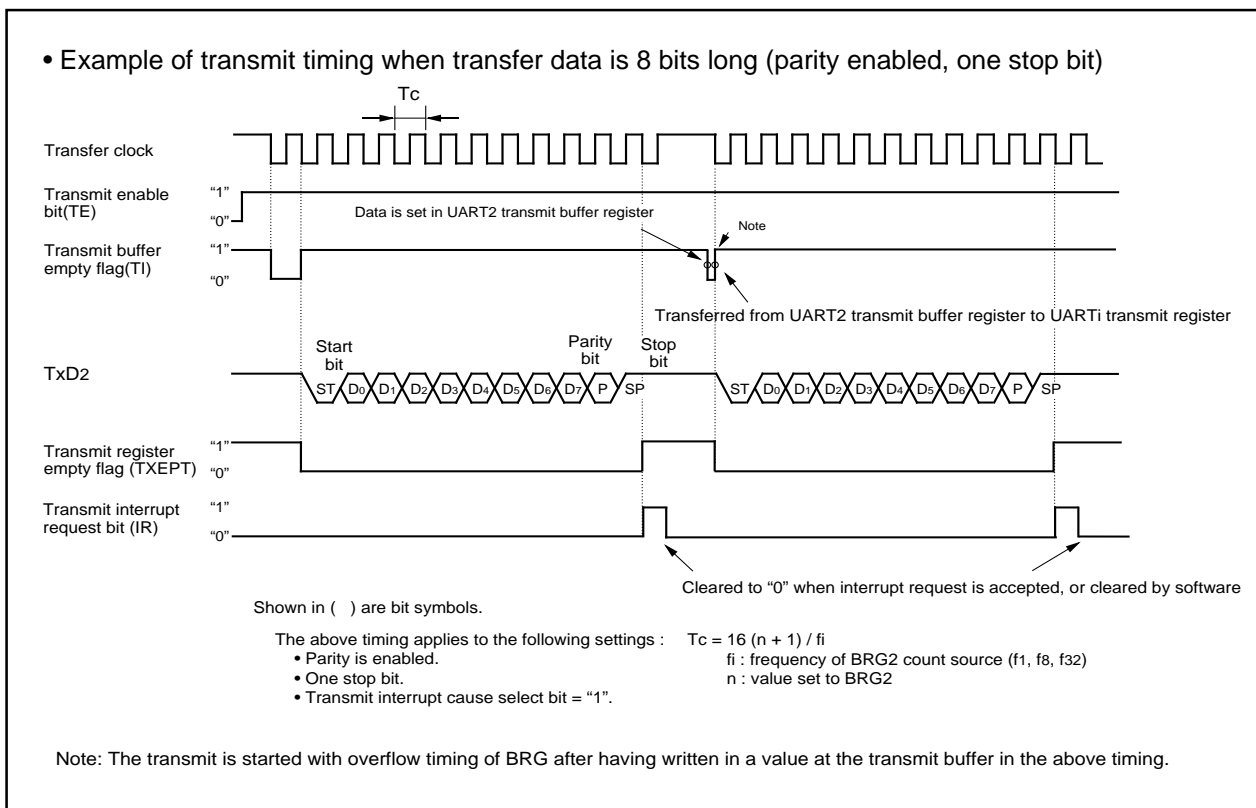 • Example of transmit timing when transfer data is 8 bits long (parity enabled, one stop bit)
Tc
Transfer clock
Transmit enable
bit(TE)
“1”
“0”
Data is set in UART2 transmit buffer register
Note
Transmit buffer
empty flag(TI)
“1”
“0”
Transferred from UART2 transmit buffer register to UARTi transmit register
Start
bit
Parity
bit
Stop
bit
TxD2
ST D0 D1 D2 D3 D4 D5 D6 D7 P SP
ST D0 D1 D2 D3 D4 D5 D6 D7 P SP
Transmit register
empty flag (TXEPT)
“1”
“0”
Transmit interrupt
request bit (IR)
“1”
“0”
Cleared to “0” when interrupt request is accepted, or cleared by software
Shown in ( ) are bit symbols.
The above timing applies to the following settings :
• Parity is enabled.
• One stop bit.
• Transmit interrupt cause select bit = “1”.
Tc = 16 (n + 1) / fi
fi : frequency of BRG2 count source (f1, f8, f32)
n : value set to BRG2
Note: The transmit is started with overflow timing of BRG after having written in a value at the transmit buffer in the above timing.